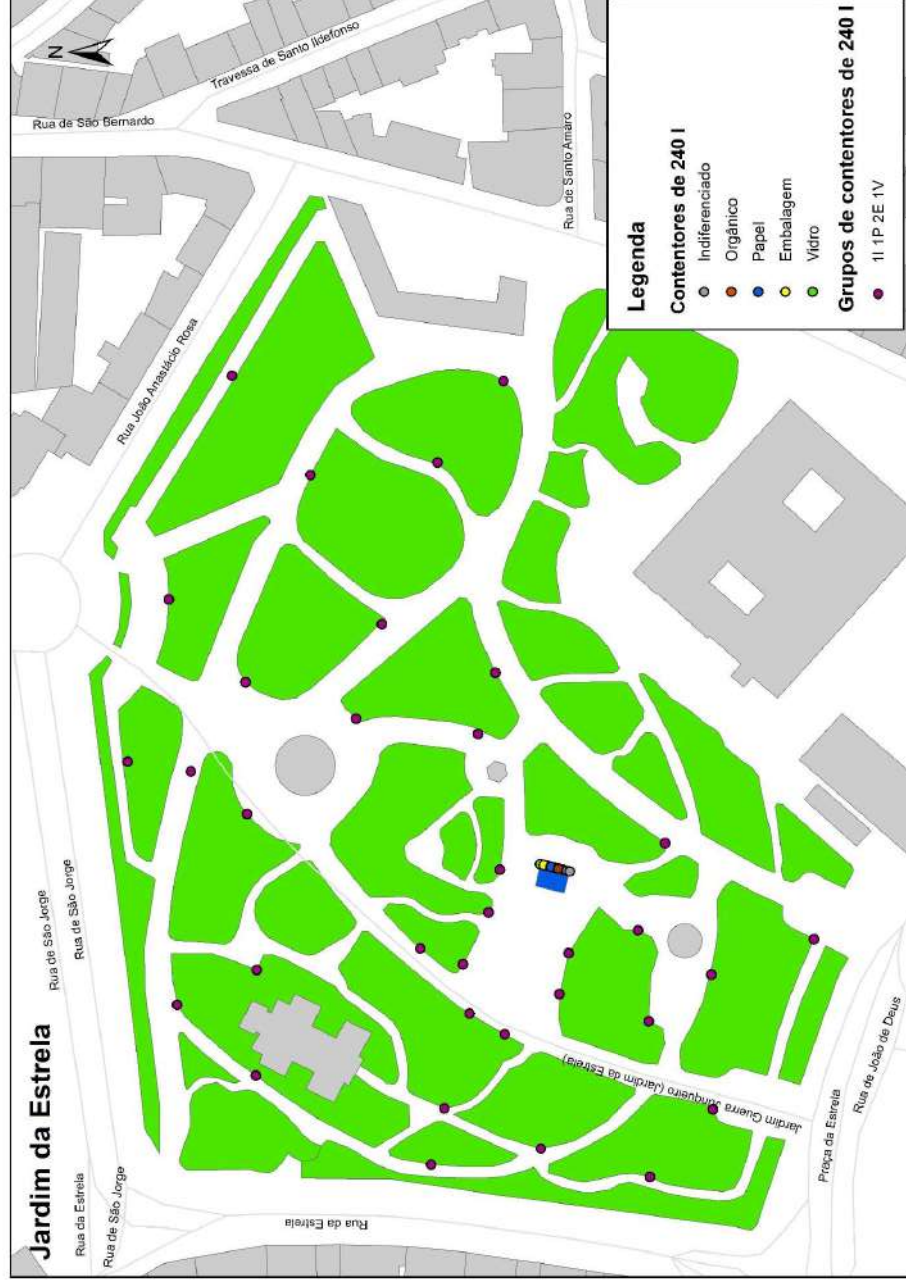 Jardim da Estrela
N
Rua de São Bernardo
Travessa de Santo Ildefonso
Rua João Anastácio Rosa
Rua de Santo Amaro
Rua de São Jorge
Rua de São Jorge
Rua da Estrela
Rua de São Jorge
Rua da Estrela
Jardim Guerra Junqueiro (Jardim da Estrela)
Praça da Estrela
Rua de João de Deus
Legenda
Contentores de 240 l
Indiferenciado
Orgânico
Papel
Embalagem
Vidro
Grupos de contentores de 240 l
1I 1P 2E 1V